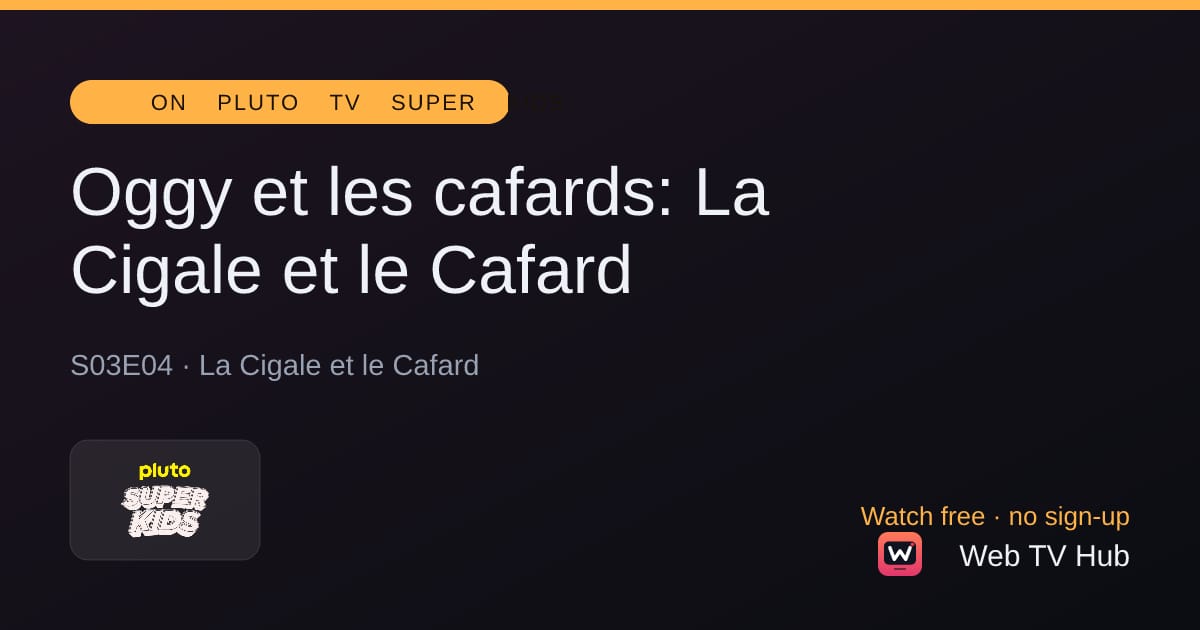 ON PLUTO TV SUPER
Oggy et les cafards: La
Cigale et le Cafard
S03E04 · La Cigale et le Cafard
pluto
SUPER
KIDS
Watch free · no sign-up
W
Web TV Hub